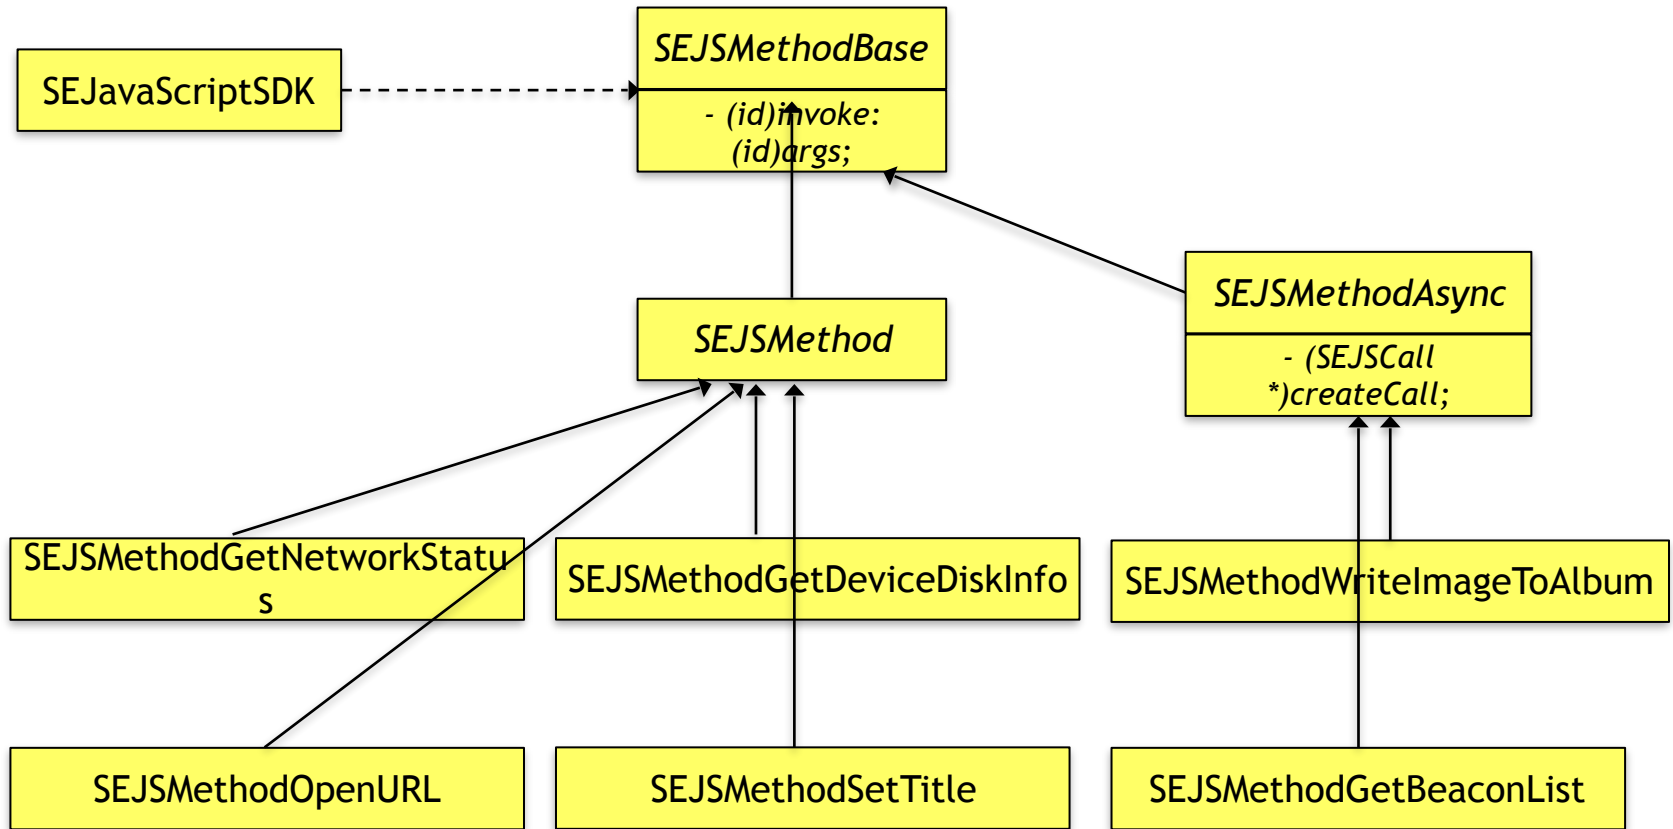 SEJSMethodBase
SEJavaScriptSDK
- (id)invoke:
(id)args;
SEJSMethodAsync
- (SEJSCall
*)createCall;
SEJSMethod
SEJSMethodGetNetworkStatu
s
SEJSMethodGetDeviceDiskInfo
SEJSMethodWriteImageToAlbum
SEJSMethodOpenURL
SEJSMethodSetTitle
SEJSMethodGetBeaconList